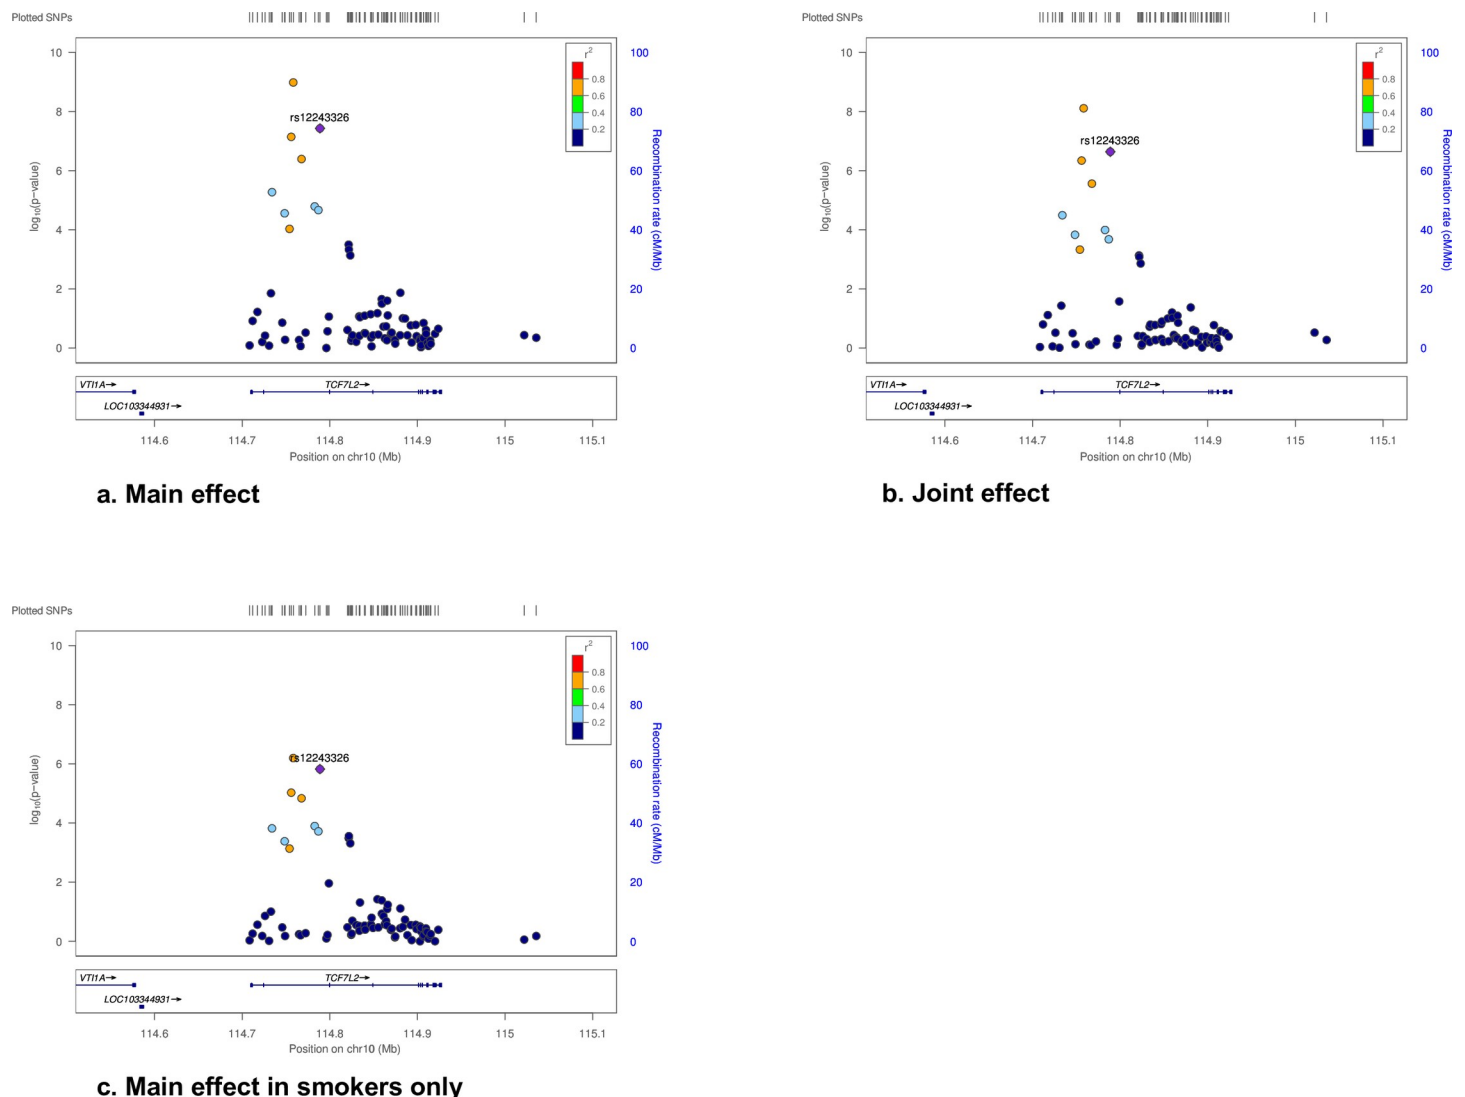 Plotted SNPs
10
8
6
4
2
0
log10(p−value)
rs12243326
r2
0.8
0.6
0.4
0.2
100
80
60
40
20
0
Recombination rate (cM/Mb)
VTI1A→
TCF7L2→
LOC103344931→
114.6 114.7 114.8 114.9 115 115.1
Position on chr10 (Mb)
a. Main effect
Plotted SNPs
10
8
6
4
2
0
log10(p−value)
rs12243326
r2
0.8
0.6
0.4
0.2
100
80
60
40
20
0
Recombination rate (cM/Mb)
VTI1A→
TCF7L2→
LOC103344931→
114.6 114.7 114.8 114.9 115 115.1
Position on chr10 (Mb)
b. Joint effect
Plotted SNPs
10
8
6
4
2
0
log10(p−value)
rs12243326
r2
0.8
0.6
0.4
0.2
100
80
60
40
20
0
Recombination rate (cM/Mb)
VTI1A→
TCF7L2→
LOC103344931→
114.6 114.7 114.8 114.9 115 115.1
Position on chr10 (Mb)
c. Main effect in smokers only